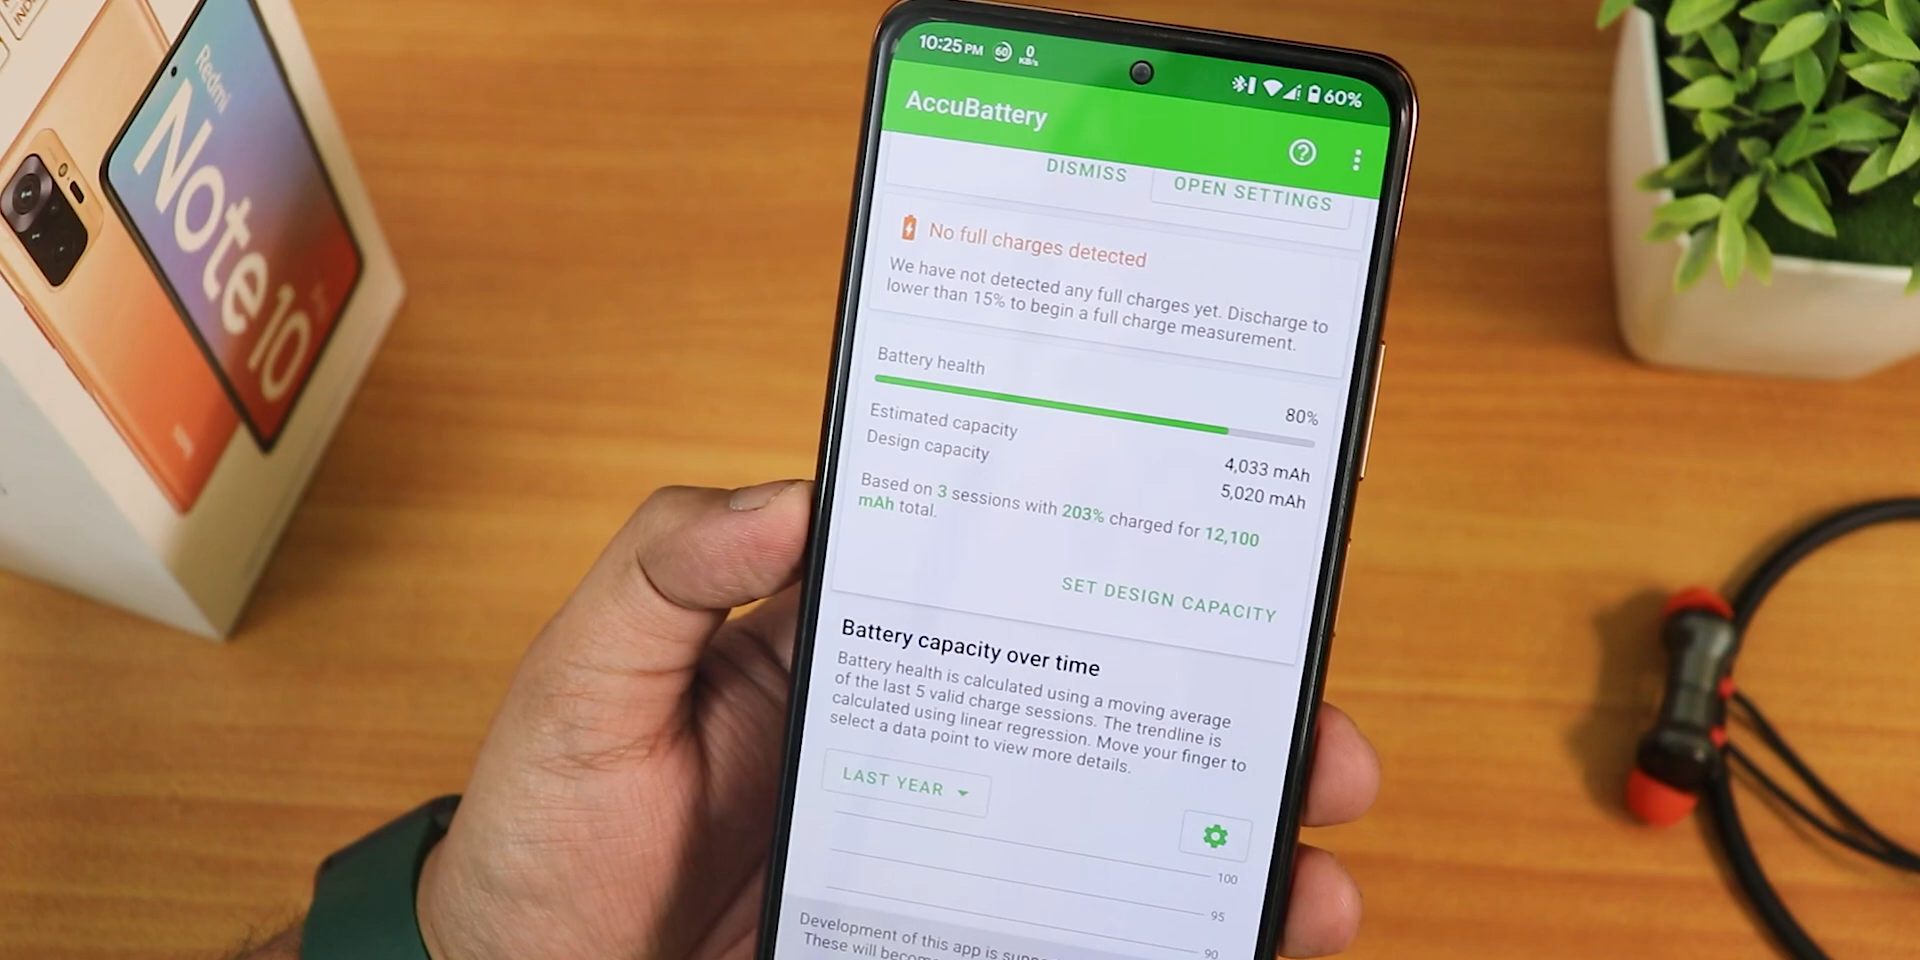 Redmi
Note 10
10:25 PM 60 0 KB/s 60%
AccuBattery
DISMISS OPEN SETTINGS
No full charges detected
We have not detected any full charges yet. Discharge to
lower than 15% to begin a full charge measurement.
Battery health
80%
Estimated capacity 4,033 mAh
Design capacity 5,020 mAh
Based on 3 sessions with 203% charged for 12,100
mAh total.
SET DESIGN CAPACITY
Battery capacity over time
Battery health is calculated using a moving average
of the last 5 valid charge sessions. The trendline is
calculated using linear regression. Move your finger to
select a data point to view more details.
LAST YEAR
100
95
90
Development of this app is
These will